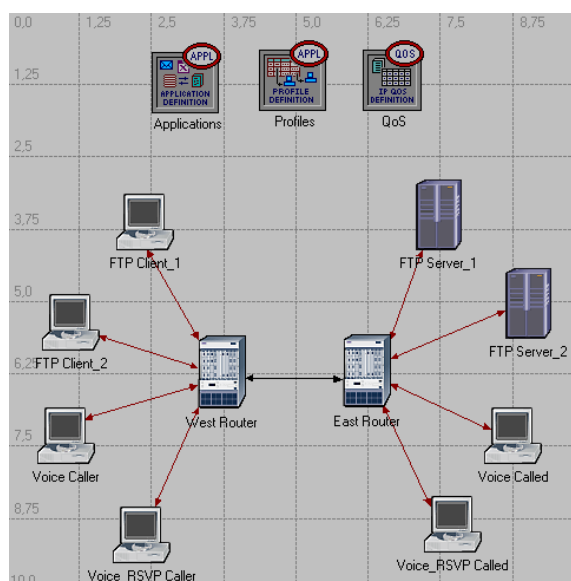 0,0 1,25 2,5 3,75 5,0 6,25 7,5 8,75
1,25
2,5
3,75
5,0
6,25
7,5
8,75
10,0
APPL
APPLICATION
DEFINITION
Applications
APPL
PROFILE
DEFINITION
Profiles
QOS
IP QOS
DEFINITION
QoS
FTP Client_1
FTP Server_1
FTP Client_2
FTP Server_2
West Router
East Router
Voice Caller
Voice Called
Voice_RSVP Caller
Voice_RSVP Called